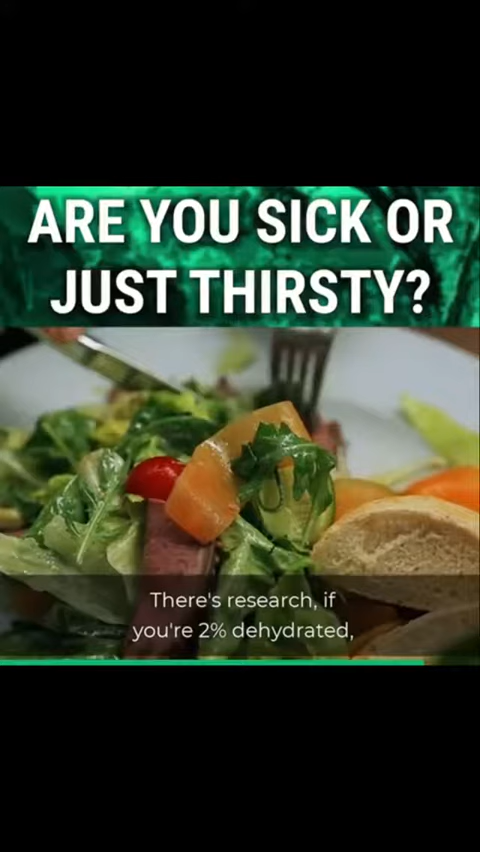 ARE YOU SICK OR
JUST THIRSTY?
There's research, if
you're 2% dehydrated,